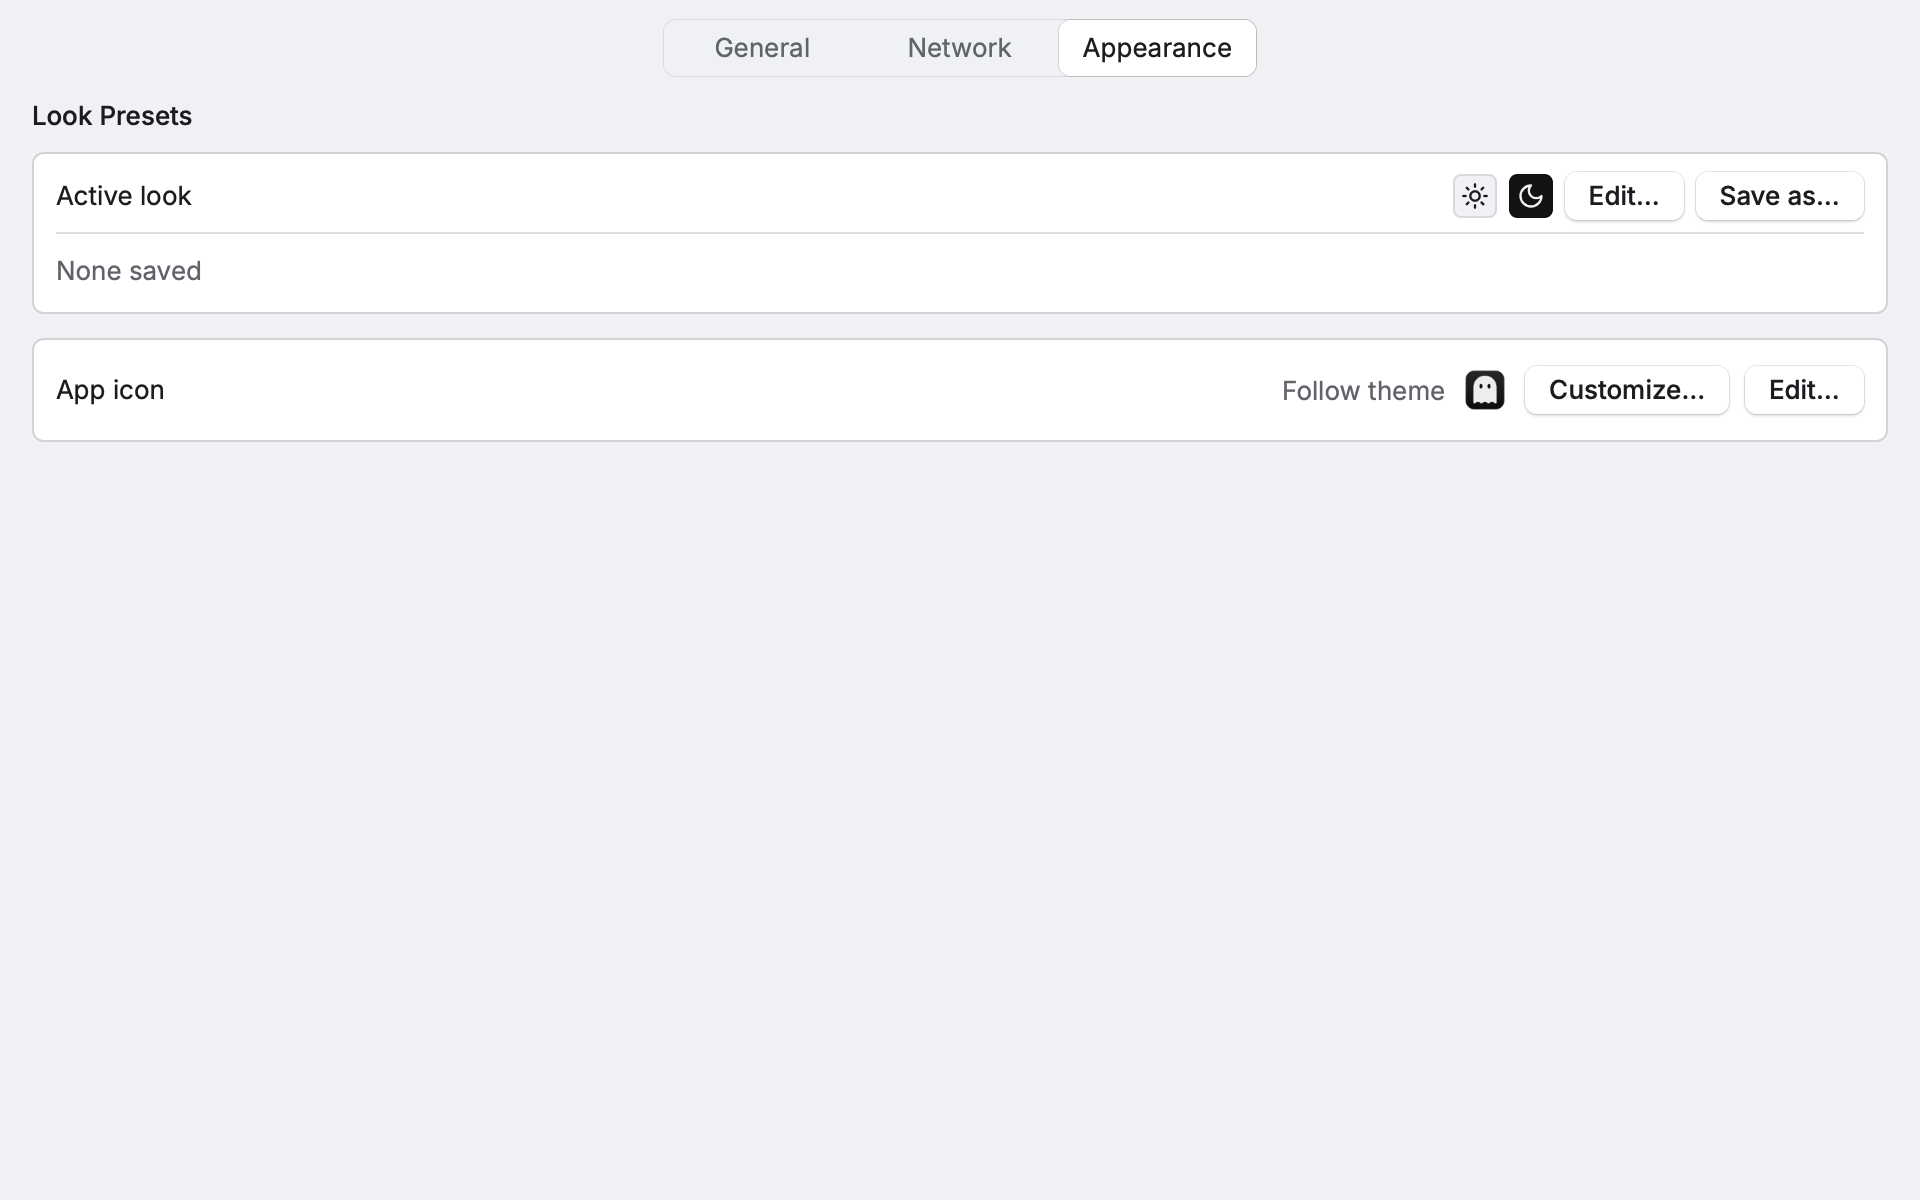 General Network Appearance
Look Presets
Active look Edit... Save as...
None saved
App icon Follow theme Customize... Edit...